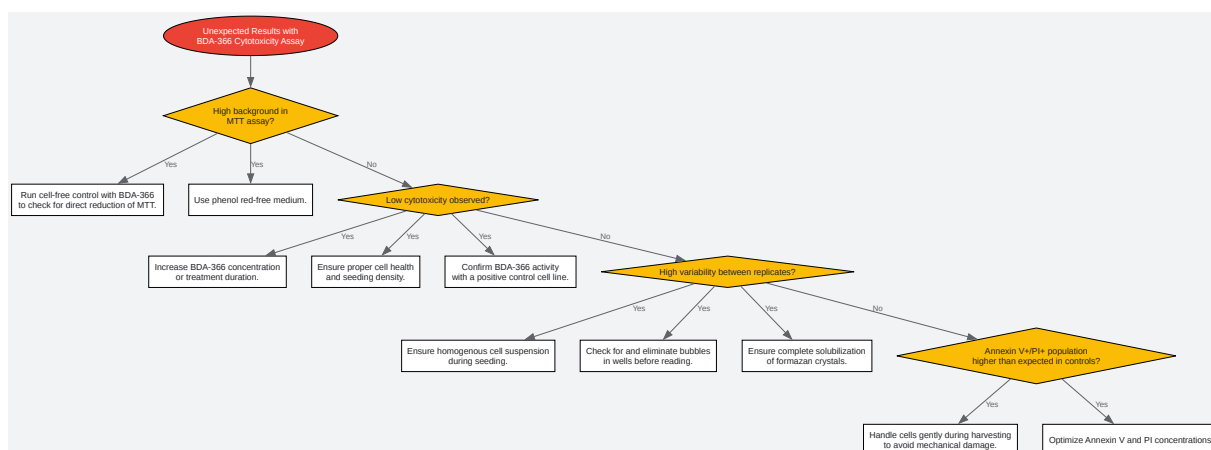 Unexpected Results with
BDA-366 Cytotoxicity Assay
High background in
MTT assay?
Yes
Yes
No
Run cell-free control with BDA-366
to check for direct reduction of MTT.
Use phenol red-free medium.
Low cytotoxicity observed?
Yes
Yes
Yes
No
Increase BDA-366 concentration
or treatment duration.
Ensure proper cell health
and seeding density.
Confirm BDA-366 activity
with a positive control cell line.
High variability between replicates?
Yes
Yes
Yes
No
Ensure homogenous cell suspension
during seeding.
Check for and eliminate bubbles
in wells before reading.
Ensure complete solubilization
of formazan crystals.
Annexin V+/PI+ population
higher than expected in controls?
Yes
Yes
Handle cells gently during harvesting
to avoid mechanical damage.
Optimize Annexin V and PI concentrations